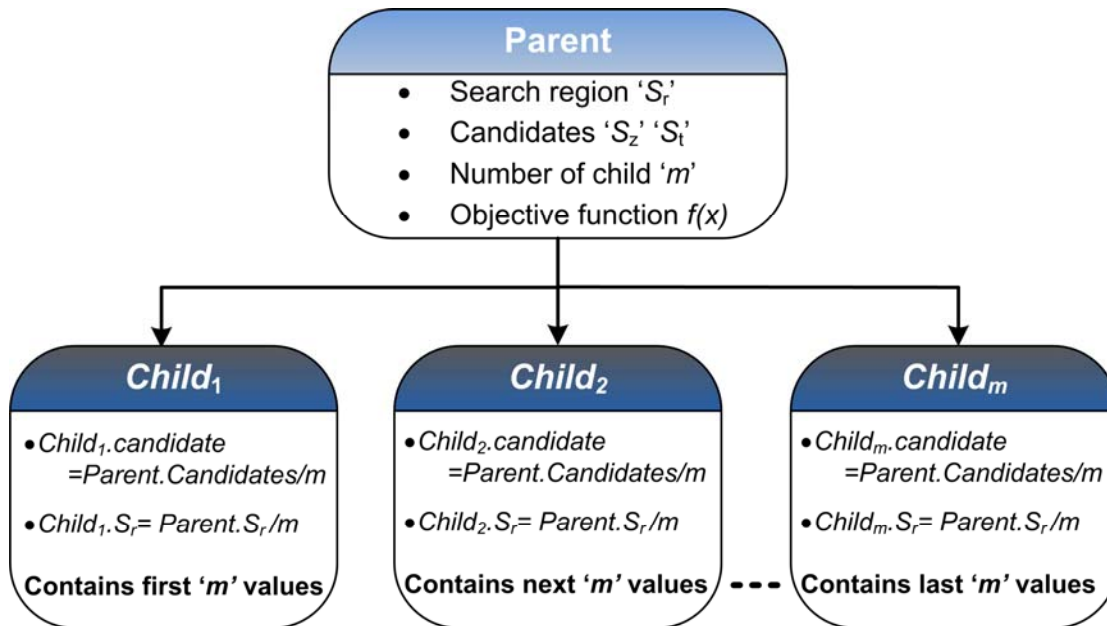 Parent
• Search region ‘Sr’
• Candidates ‘Sz’ ‘St’
• Number of child ‘m’
• Objective function f(x)
Child1
•Child1.candidate
=Parent.Candidates/m
•Child1.Sr= Parent.Sr/m
Contains first ‘m’ values
Child2
•Child2.candidate
=Parent.Candidates/m
•Child2.Sr= Parent.Sr/m
Contains next ‘m’ values
Childm
•Childm.candidate
=Parent.Candidates/m
•Childm.Sr= Parent.Sr/m
Contains last ‘m’ values